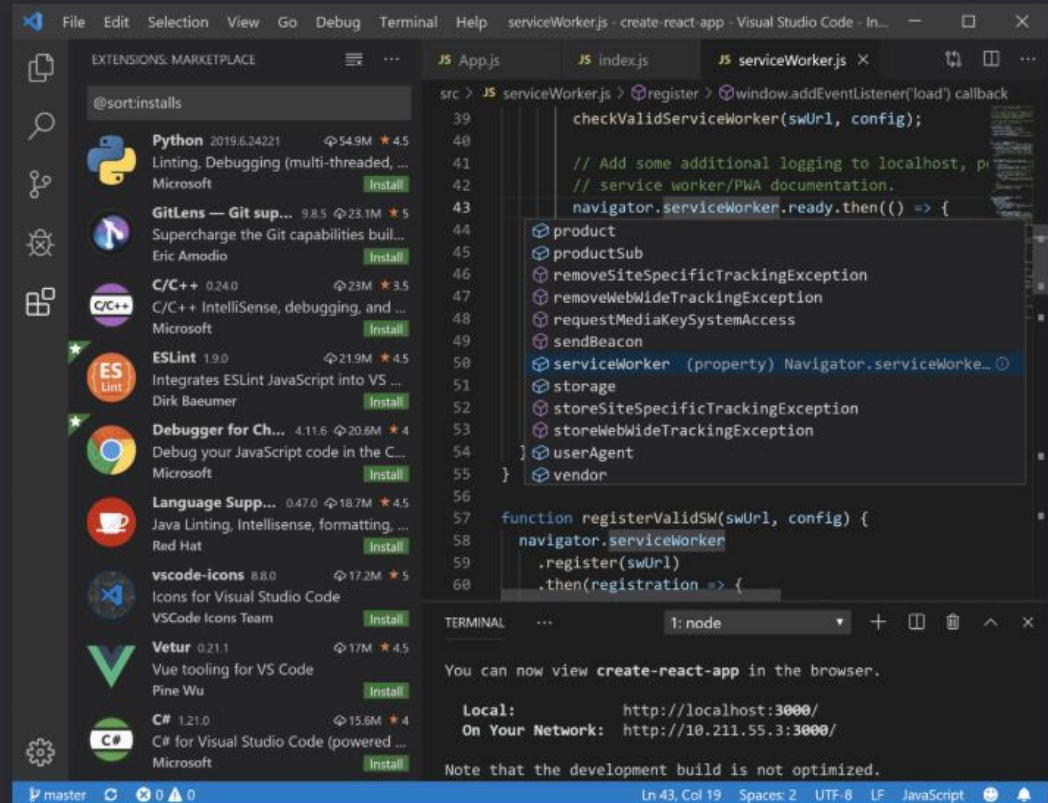 File Edit Selection View Go Debug Terminal Help serviceWorker.js - create-react-app - Visual Studio Code - In...
EXTENSIONS: MARKETPLACE
@sort:installs
Python 2019.6.24221 54.9M ★ 4.5
Linting, Debugging (multi-threaded, ...
Microsoft Install
GitLens — Git sup... 9.8.5 23.1M ★ 5
Supercharge the Git capabilities buil...
Eric Amodio Install
C/C++
C/C++ 0.24.0 23M ★ 3.5
C/C++ IntelliSense, debugging, and ...
Microsoft Install
ES
Lint
ESLint 1.9.0 21.9M ★ 4.5
Integrates ESLint JavaScript into VS ...
Dirk Baeumer Install
Debugger for Ch... 4.11.6 20.6M ★ 4
Debug your JavaScript code in the C...
Microsoft Install
Language Supp... 0.47.0 18.7M ★ 4.5
Java Linting, Intellisense, formatting, ...
Red Hat Install
vscode-icons 8.8.0 17.2M ★ 5
Icons for Visual Studio Code
VSCode Icons Team Install
Vetur 0.21.1 17M ★ 4.5
Vue tooling for VS Code
Pine Wu Install
C#
C# 1.21.0 15.6M ★ 4
C# for Visual Studio Code (powered ...
Microsoft Install
JS App.js JS index.js JS serviceWorker.js ×
src > JS serviceWorker.js > register > window.addEventListener('load') callback
39 checkValidServiceWorker(swUrl, config);
40
41 // Add some additional logging to localhost, p
42 // service worker/PWA documentation.
43 navigator.serviceWorker.ready.then(() => {
44 product
45 productSub
46 removeSiteSpecificTrackingException
47 removeWebWideTrackingException
48 requestMediaKeySystemAccess
49 sendBeacon
50 serviceWorker (property) Navigator.serviceWorke...
51 storage
52 storeSiteSpecificTrackingException
53 storeWebWideTrackingException
54 } userAgent
55 } vendor
56
57 function registerValidSW(swUrl, config) {
58 navigator.serviceWorker
59 .register(swUrl)
60 .then(registration => {
TERMINAL ... 1: node
You can now view create-react-app in the browser.
Local: http://localhost:3000/
On Your Network: http://10.211.55.3:3000/
Note that the development build is not optimized.
master 0 0 Ln 43, Col 19 Spaces: 2 UTF-8 LF JavaScript